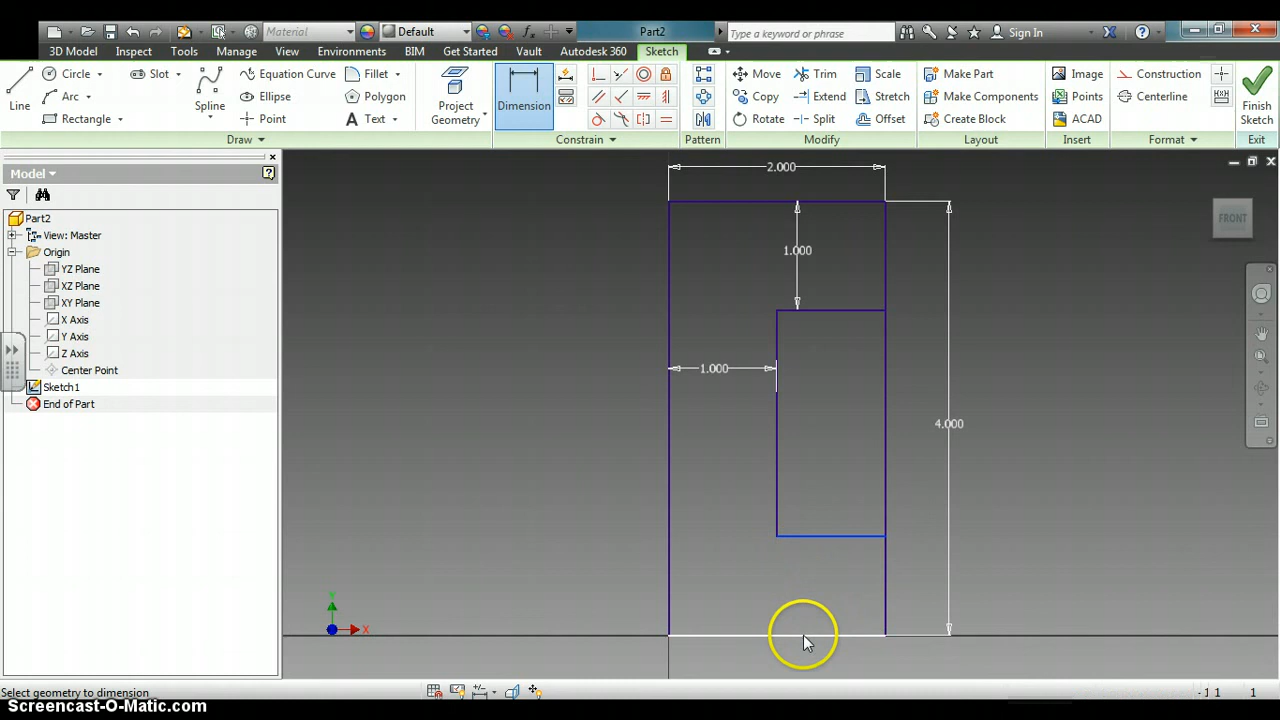 Material
Default
Part2
Type a keyword or phrase
Sign In
3D Model Inspect Tools Manage View Environments BIM Get Started Vault Autodesk 360 Sketch
Line
Circle
Arc
Rectangle
Slot
Spline
Equation Curve
Ellipse
Point
Fillet
Polygon
Text
Project
Geometry
Dimension
Move
Copy
Rotate
Trim
Extend
Split
Scale
Stretch
Offset
Make Part
Make Components
Create Block
Image
Points
ACAD
Construction
Centerline
Finish
Sketch
Draw
Constrain
Pattern
Modify
Layout
Insert
Format
Exit
Model
Part2
View: Master
Origin
YZ Plane
XZ Plane
XY Plane
X Axis
Y Axis
Z Axis
Center Point
Sketch1
End of Part
2.000
1.000
1.000
4.000
FRONT
Y
X
Select geometry to dimension
- 1 1 1
Screencast-O-Matic.com